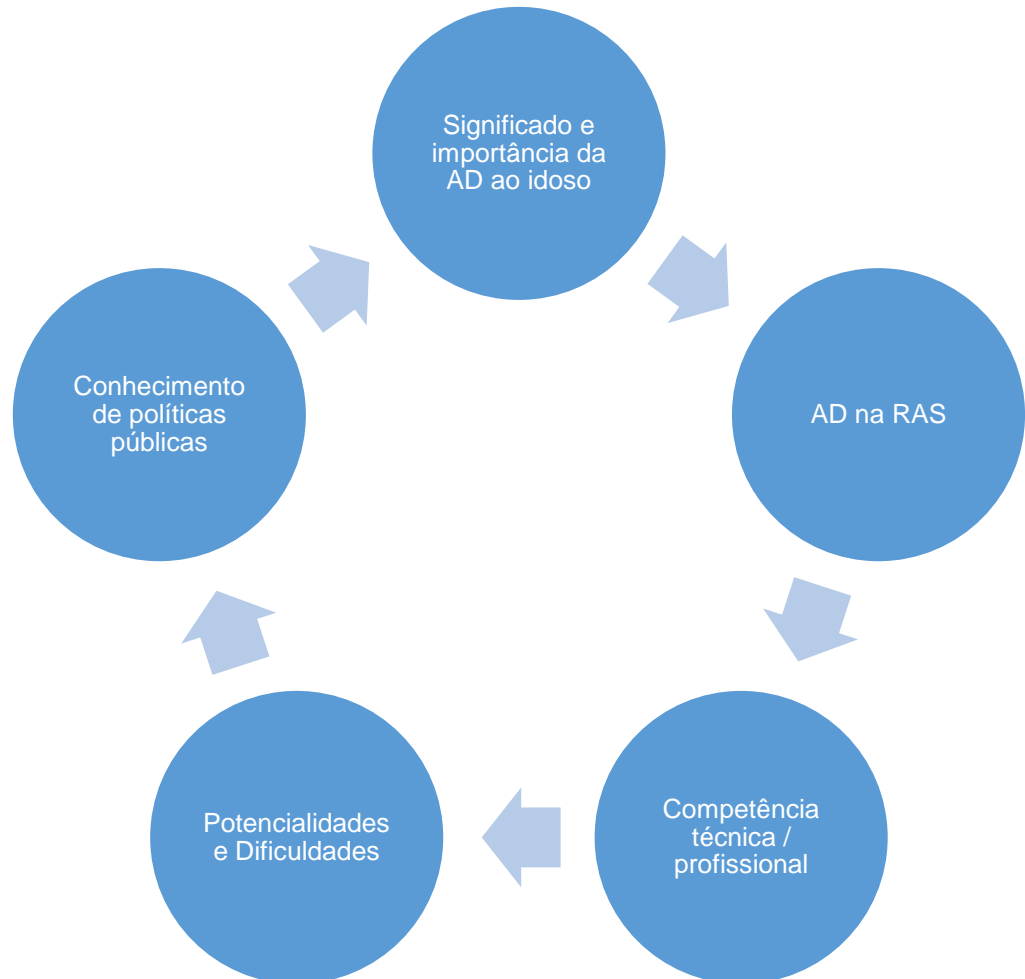 Significado e
importância da
AD ao idoso
AD na RAS
Competência
técnica /
profissional
Potencialidades
e Dificuldades
Conhecimento
de políticas
públicas